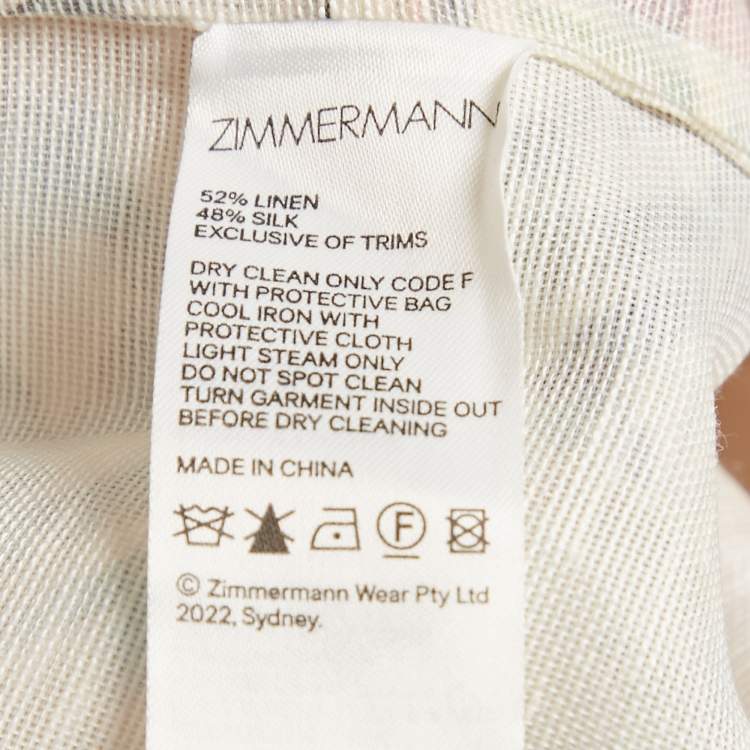 ZIMMERMANN
52% LINEN
48% SILK
EXCLUSIVE OF TRIMS
DRY CLEAN ONLY CODE F
WITH PROTECTIVE BAG
COOL IRON WITH
PROTECTIVE CLOTH
LIGHT STEAM ONLY
DO NOT SPOT CLEAN
TURN GARMENT INSIDE OUT
BEFORE DRY CLEANING
MADE IN CHINA
F
© Zimmermann Wear Pty Ltd
2022, Sydney.